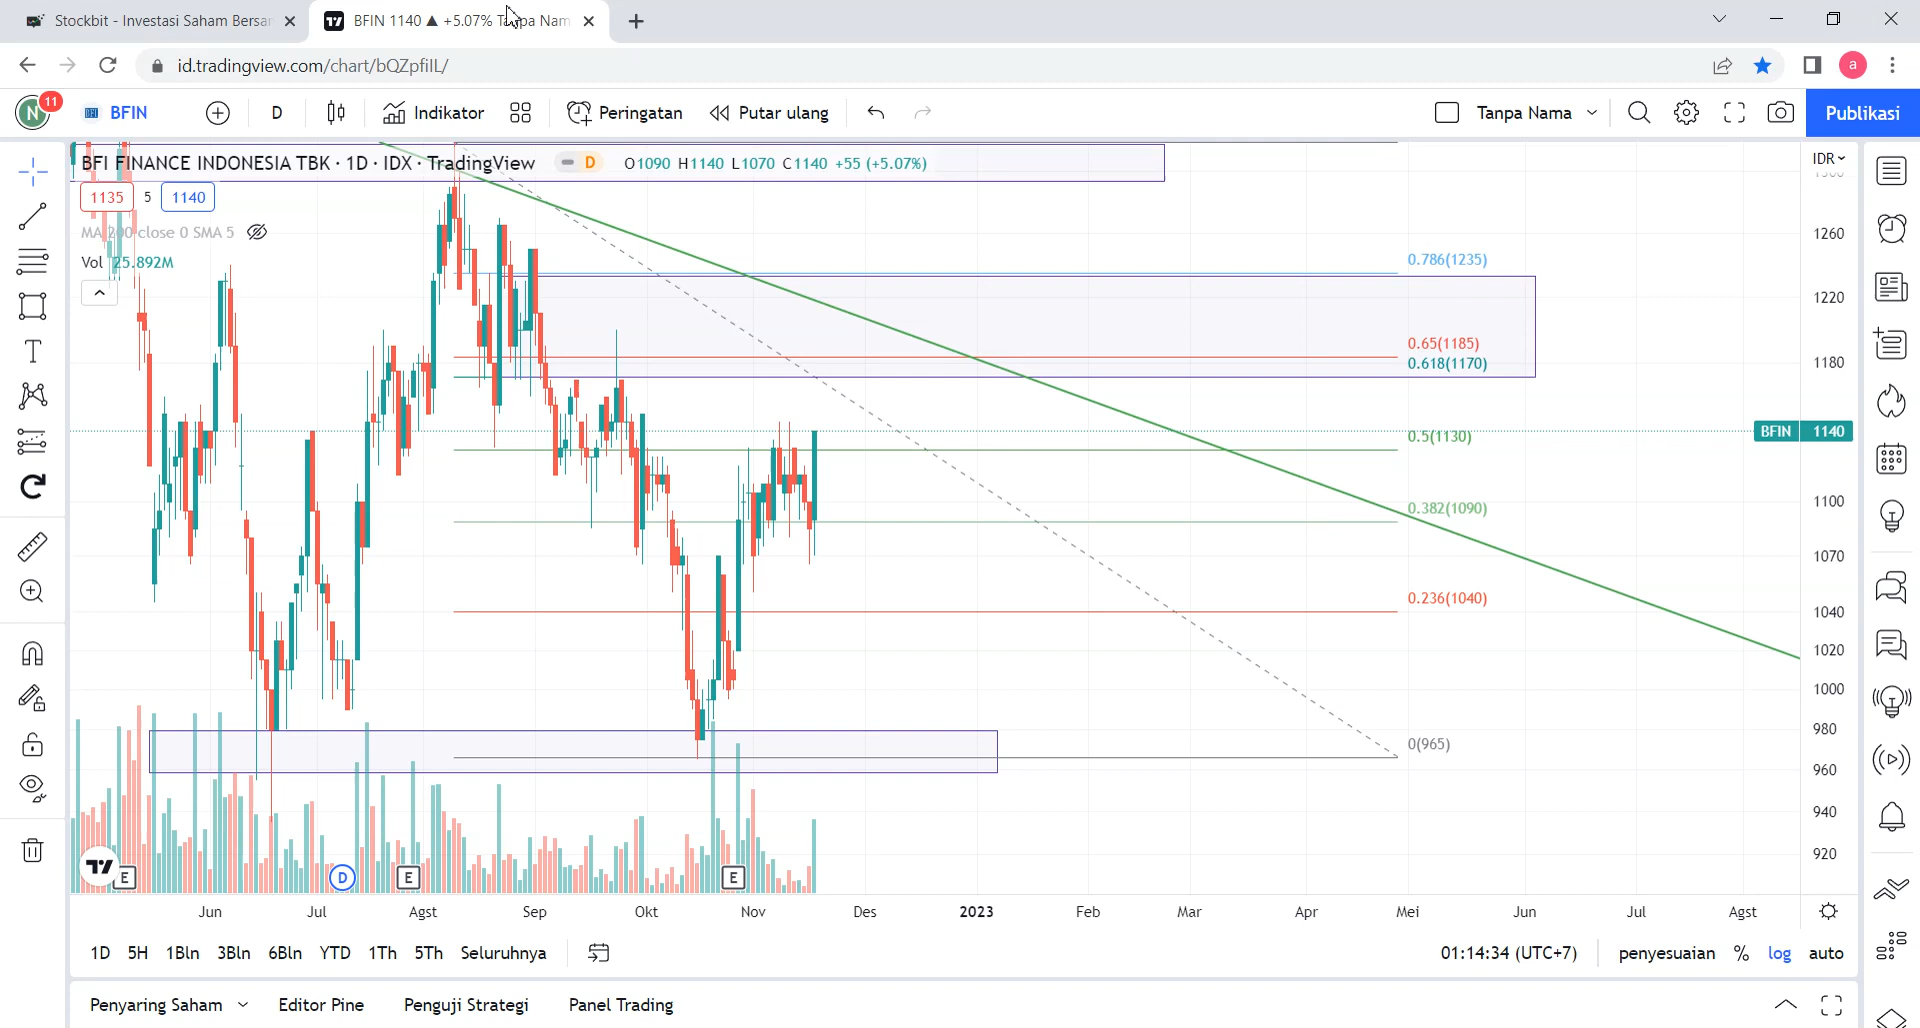 Stockbit - Investasi Saham Bersar
BFIN 1140 ▲ +5.07% Tanpa Nam
id.tradingview.com/chart/bQZpfilL/
N
11
BFIN
D
Indikator
Peringatan
Putar ulang
Tanpa Nama
Publikasi
a
BFI FINANCE INDONESIA TBK · 1D · IDX · TradingView
D
O1090 H1140 L1070 C1140 +55 (+5.07%)
IDR
1300
1135
5
1140
MA 200 close 0 SMA 5
Vol 25.892M
1260
0.786(1235)
1220
0.65(1185)
0.618(1170)
1180
BFIN 1140
0.5(1130)
1100
0.382(1090)
1070
0.236(1040)
1040
1020
1000
980
0(965)
960
940
920
E
D
E
E
Jun
Jul
Agst
Sep
Okt
Nov
Des
2023
Feb
Mar
Apr
Mei
Jun
Jul
Agst
1D
5H
1Bln
3Bln
6Bln
YTD
1Th
5Th
Seluruhnya
01:14:34 (UTC+7)
penyesuaian
%
log
auto
Penyaring Saham
Editor Pine
Penguji Strategi
Panel Trading